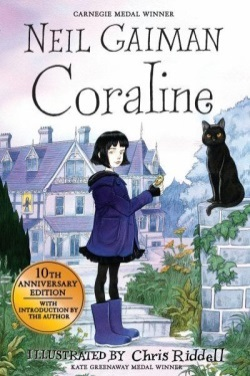 CARNEGIE MEDAL WINNER
NEIL GAIMAN
Coraline
10TH
ANNIVERSARY
EDITION
WITH
INTRODUCTION BY
THE AUTHOR
ILLUSTRATED BY Chris Riddell
KATE GREENAWAY MEDAL WINNER